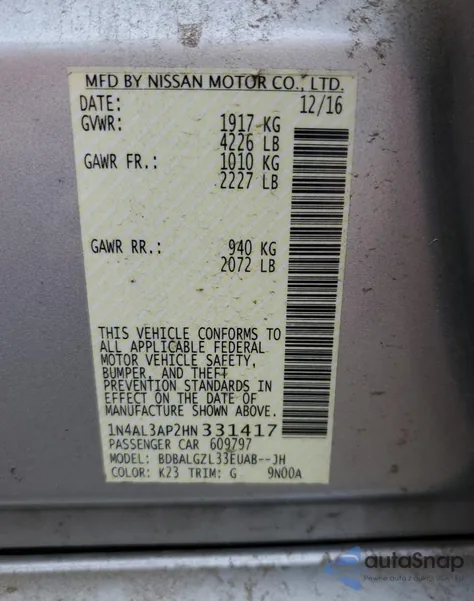 MFD BY NISSAN MOTOR CO., LTD.
DATE: 12/16
GVWR: 1917 KG
4226 LB
GAWR FR.: 1010 KG
2227 LB
GAWR RR.: 940 KG
2072 LB
THIS VEHICLE CONFORMS TO
ALL APPLICABLE FEDERAL
MOTOR VEHICLE SAFETY,
BUMPER, AND THEFT
PREVENTION STANDARDS IN
EFFECT ON THE DATE OF
MANUFACTURE SHOWN ABOVE.
1N4AL3AP2HN 331417
PASSENGER CAR 609797
MODEL: BDBALGZL33EUAB--JH
COLOR: K23 TRIM: G 9N00A
autoSnap